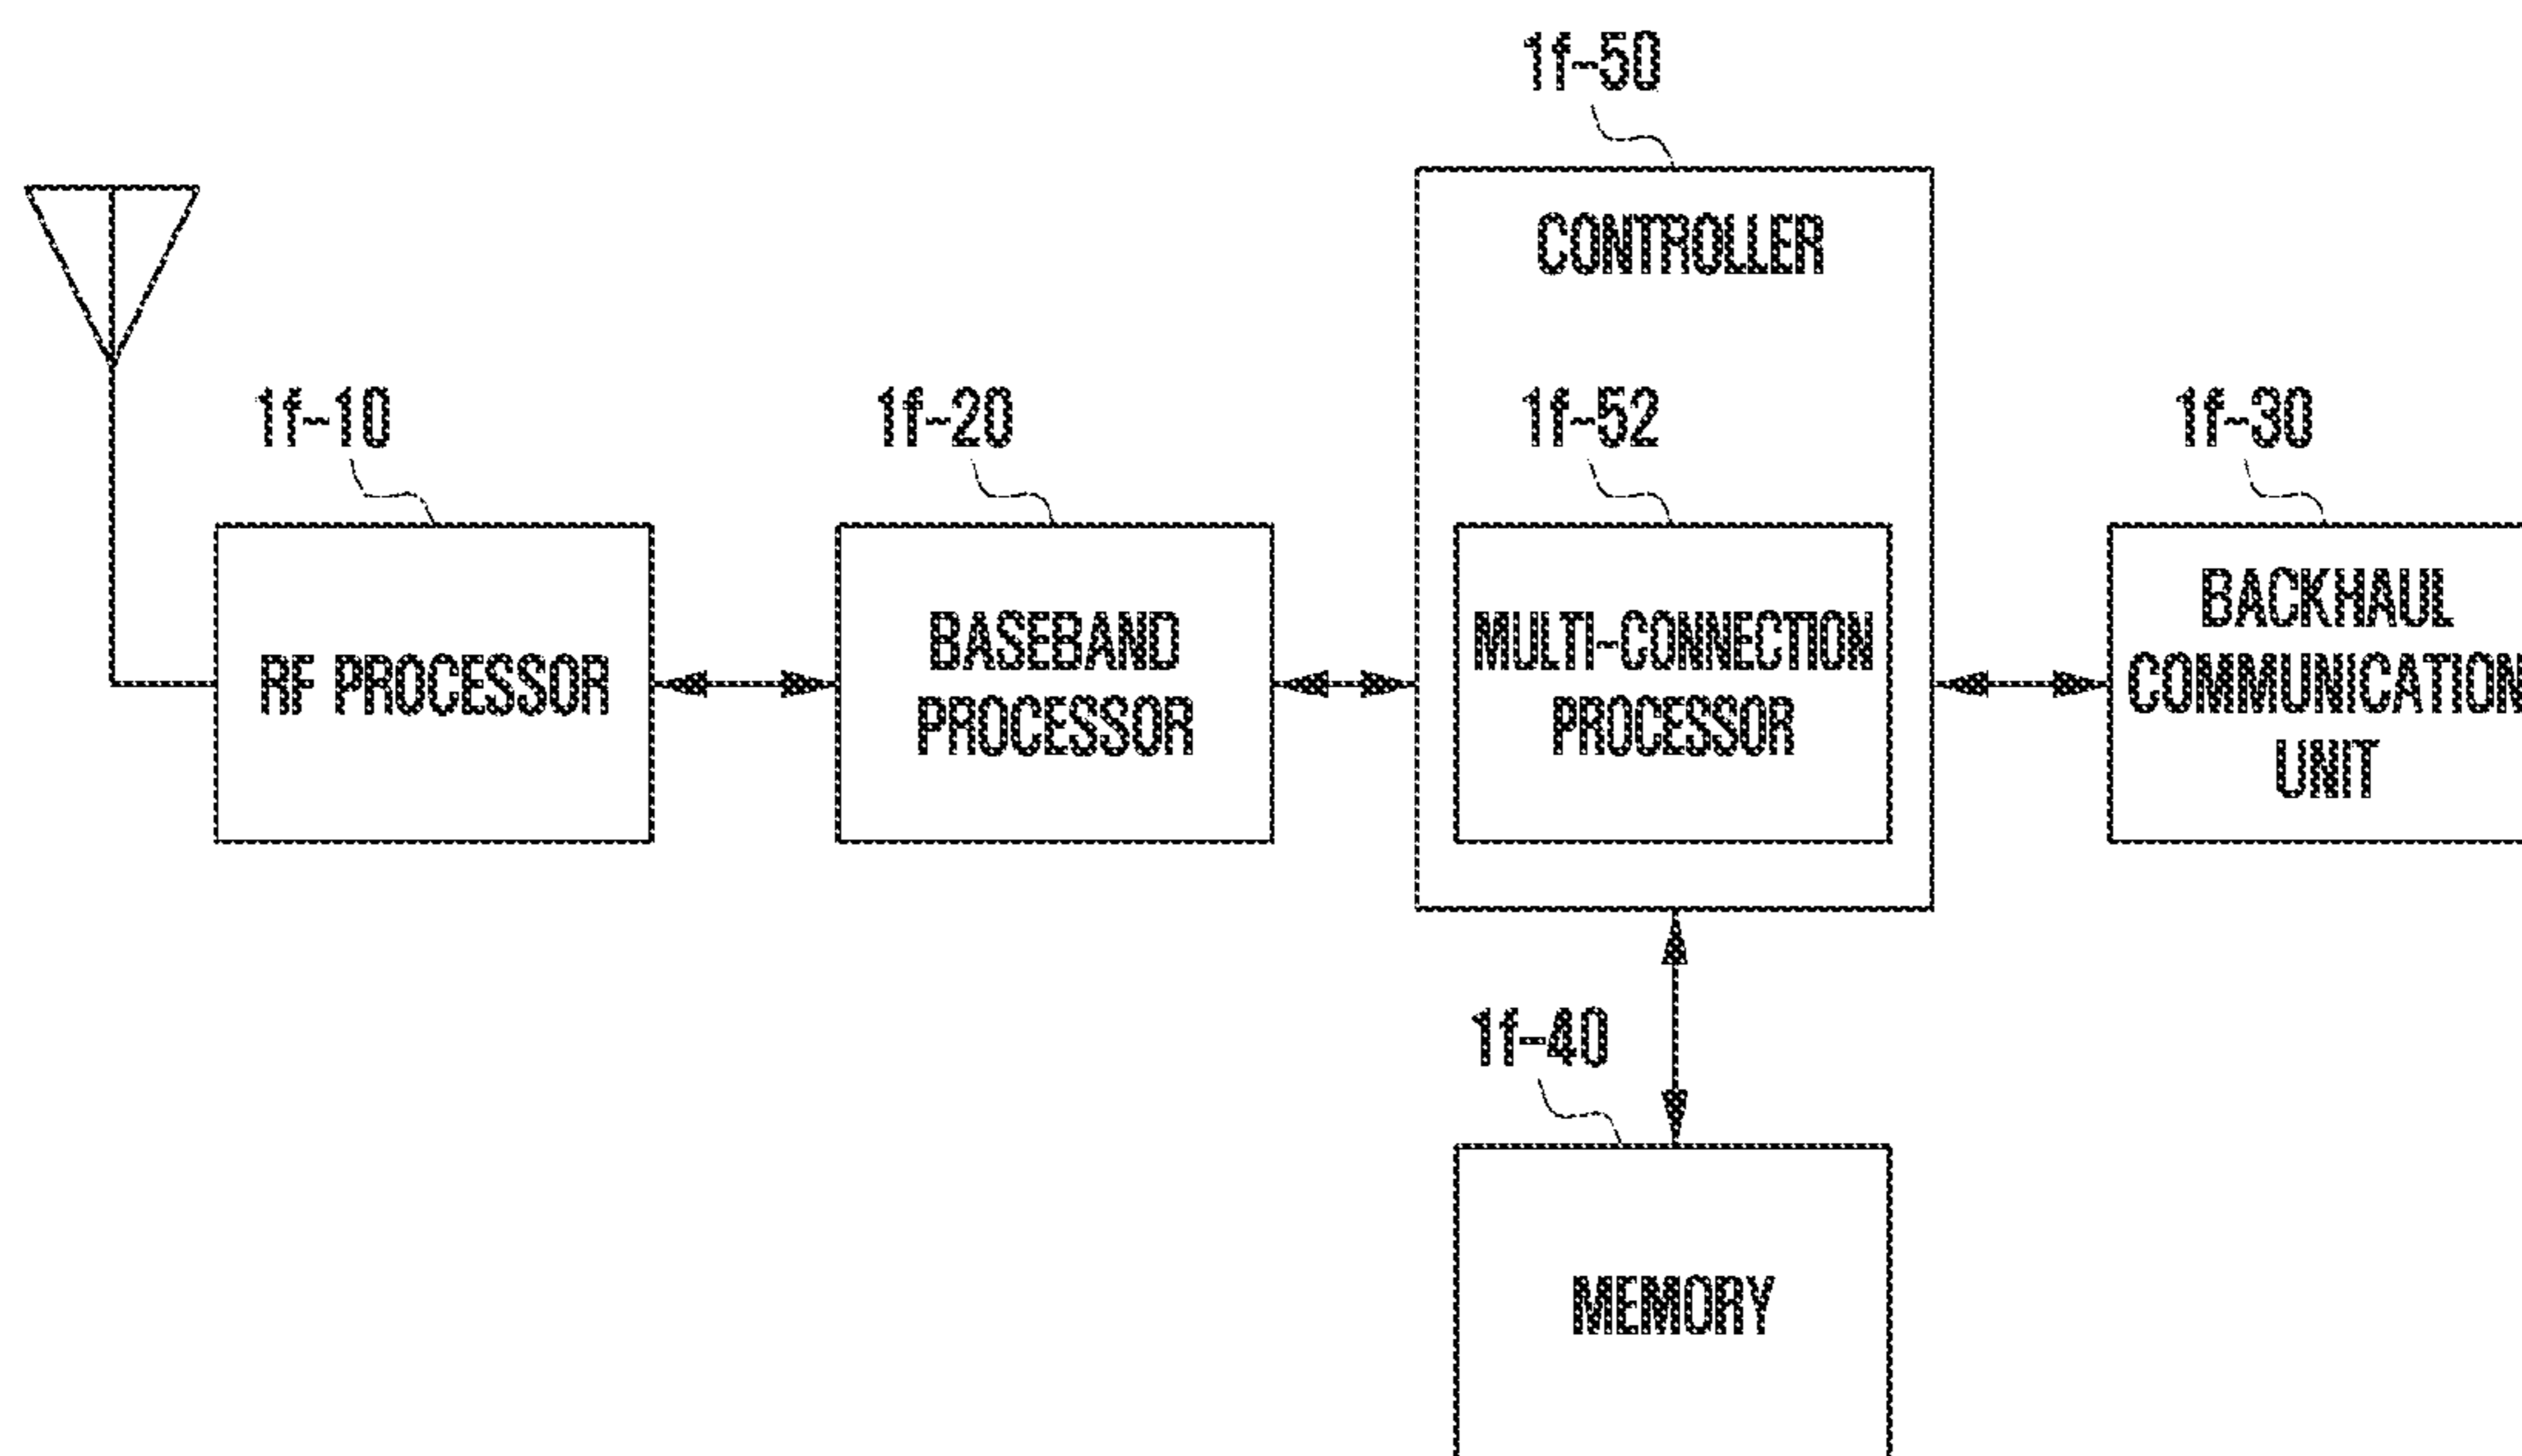 1f-50
CONTROLLER
1f-10
1f-20
1f-52
1f-30
RF PROCESSOR
BASEBAND
PROCESSOR
MULTI-CONNECTION
PROCESSOR
BACKHAUL
COMMUNICATION
UNIT
1f-40
MEMORY